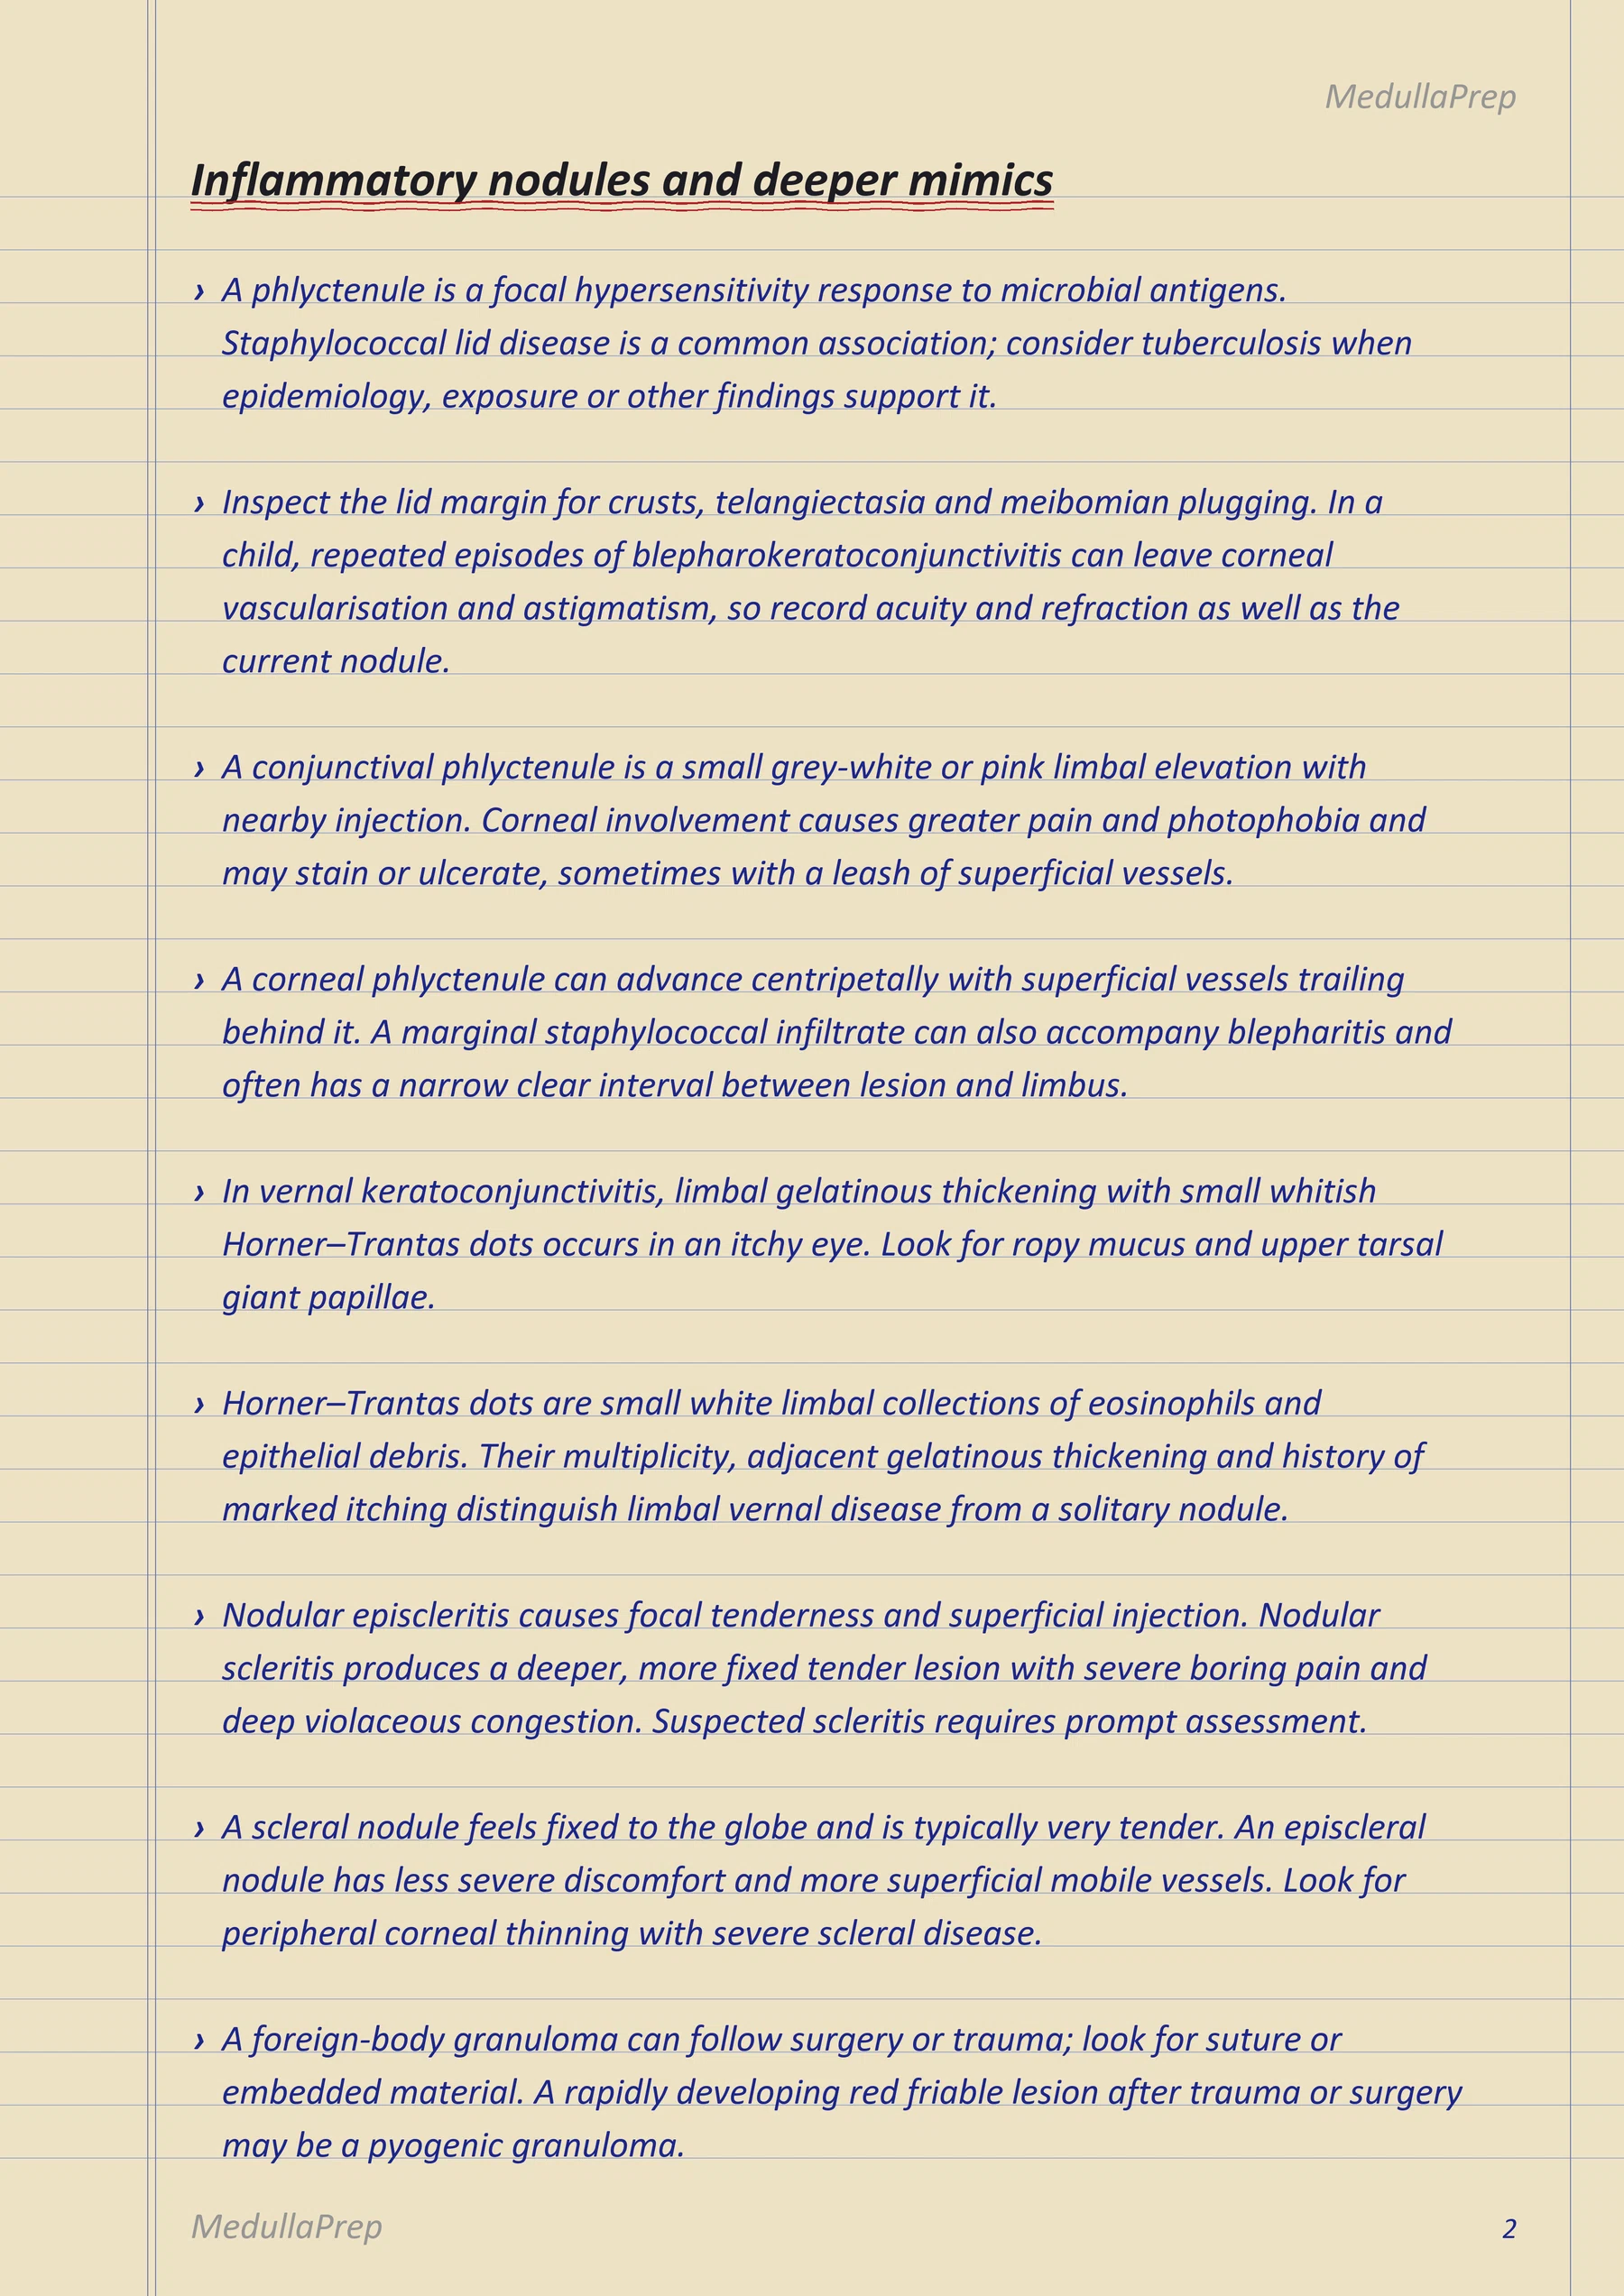 MedullaPrep
Inflammatory nodules and deeper mimics
› A phlyctenule is a focal hypersensitivity response to microbial antigens.
Staphylococcal lid disease is a common association; consider tuberculosis when
epidemiology, exposure or other findings support it.
› Inspect the lid margin for crusts, telangiectasia and meibomian plugging. In a
child, repeated episodes of blepharokeratoconjunctivitis can leave corneal
vascularisation and astigmatism, so record acuity and refraction as well as the
current nodule.
› A conjunctival phlyctenule is a small grey-white or pink limbal elevation with
nearby injection. Corneal involvement causes greater pain and photophobia and
may stain or ulcerate, sometimes with a leash of superficial vessels.
› A corneal phlyctenule can advance centripetally with superficial vessels trailing
behind it. A marginal staphylococcal infiltrate can also accompany blepharitis and
often has a narrow clear interval between lesion and limbus.
› In vernal keratoconjunctivitis, limbal gelatinous thickening with small whitish
Horner–Trantas dots occurs in an itchy eye. Look for ropy mucus and upper tarsal
giant papillae.
› Horner–Trantas dots are small white limbal collections of eosinophils and
epithelial debris. Their multiplicity, adjacent gelatinous thickening and history of
marked itching distinguish limbal vernal disease from a solitary nodule.
› Nodular episcleritis causes focal tenderness and superficial injection. Nodular
scleritis produces a deeper, more fixed tender lesion with severe boring pain and
deep violaceous congestion. Suspected scleritis requires prompt assessment.
› A scleral nodule feels fixed to the globe and is typically very tender. An episcleral
nodule has less severe discomfort and more superficial mobile vessels. Look for
peripheral corneal thinning with severe scleral disease.
› A foreign-body granuloma can follow surgery or trauma; look for suture or
embedded material. A rapidly developing red friable lesion after trauma or surgery
may be a pyogenic granuloma.
MedullaPrep
2